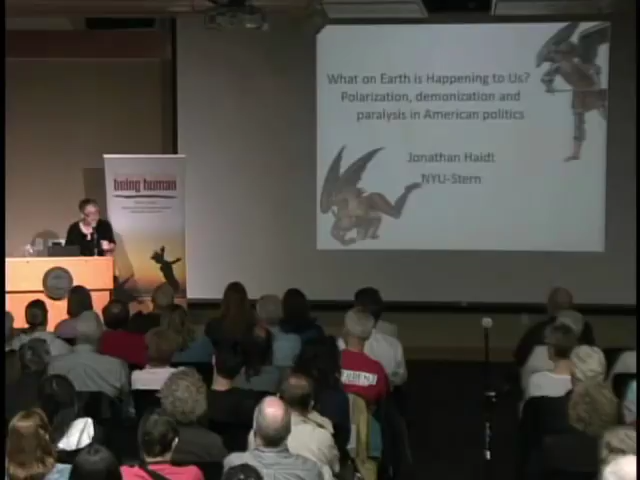 What on Earth is Happening to Us?
Polarization, demonization and
paralysis in American politics
Jonathan Haidt
NYU-Stern
being human